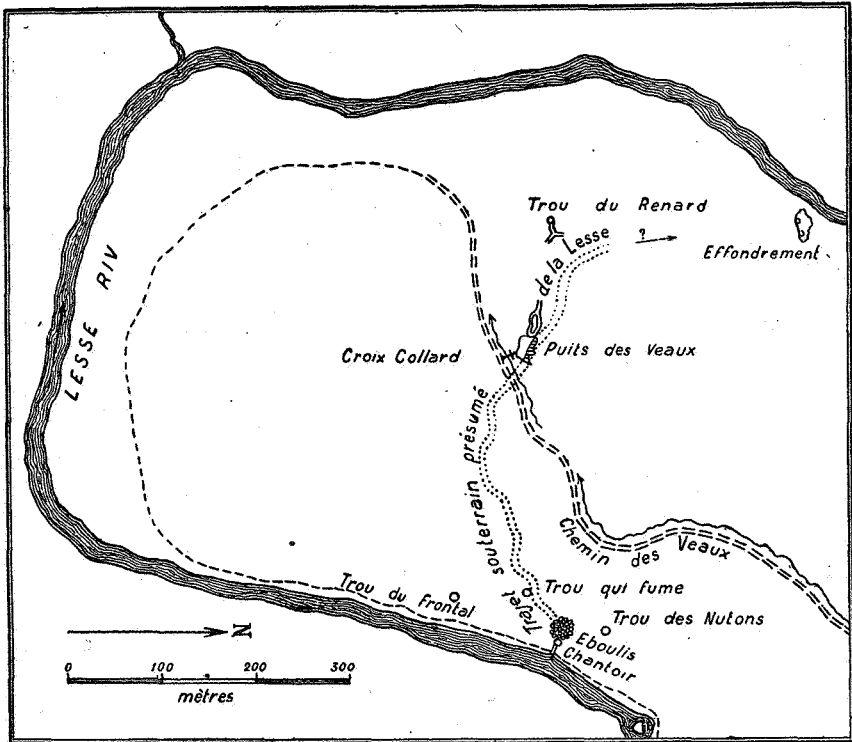 Trou du Renard
?
Effondrement
LESSE RIV
Croix Collard
Puits des Veaux
Trajet souterrain présumé de la Lesse
Chemin des Veaux
Trou qui fume
Trou du Frontal
Trou des Nutons
Eboulis
Chantoir
N
0 100 200 300
mètres